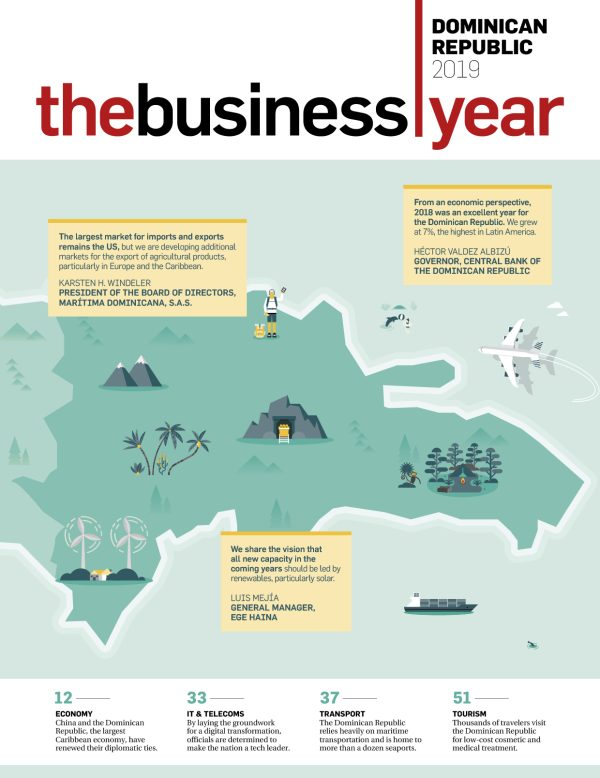 DOMINICAN
REPUBLIC
2019
thebusinessyear
The largest market for imports and exports
remains the US, but we are developing additional
markets for the export of agricultural products,
particularly in Europe and the Caribbean.
KARSTEN H. WINDELER
PRESIDENT OF THE BOARD OF DIRECTORS,
MARÍTIMA DOMINICANA, S.A.S.
From an economic perspective,
2018 was an excellent year for
the Dominican Republic. We grew
at 7%, the highest in Latin America.
HÉCTOR VALDEZ ALBIZÚ
GOVERNOR, CENTRAL BANK OF
THE DOMINICAN REPUBLIC
We share the vision that
all new capacity in the
coming years should be led by
renewables, particularly solar.
LUIS MEJÍA
GENERAL MANAGER,
EGE HAINA
12
ECONOMY
China and the Dominican
Republic, the largest
Caribbean economy, have
renewed their diplomatic ties.
33
IT & TELECOMS
By laying the groundwork
for a digital transformation,
officials are determined to
make the nation a tech leader.
37
TRANSPORT
The Dominican Republic
relies heavily on maritime
transportation and is home to
more than a dozen seaports.
51
TOURISM
Thousands of travelers visit
the Dominican Republic
for low-cost cosmetic and
medical treatment.